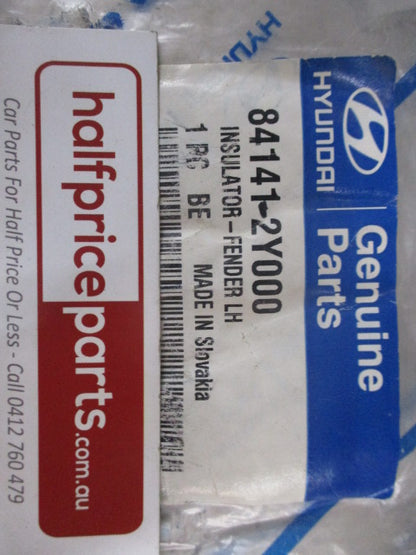 HYUNDAI
Genuine
Parts
84141-2Y000
INSULATOR-FENDER LH
1 PC BE MADE IN Slovakia
halfpriceparts.com.au
Car Parts For Half Price Or Less - Call 0412 760 479
HYUNDAI